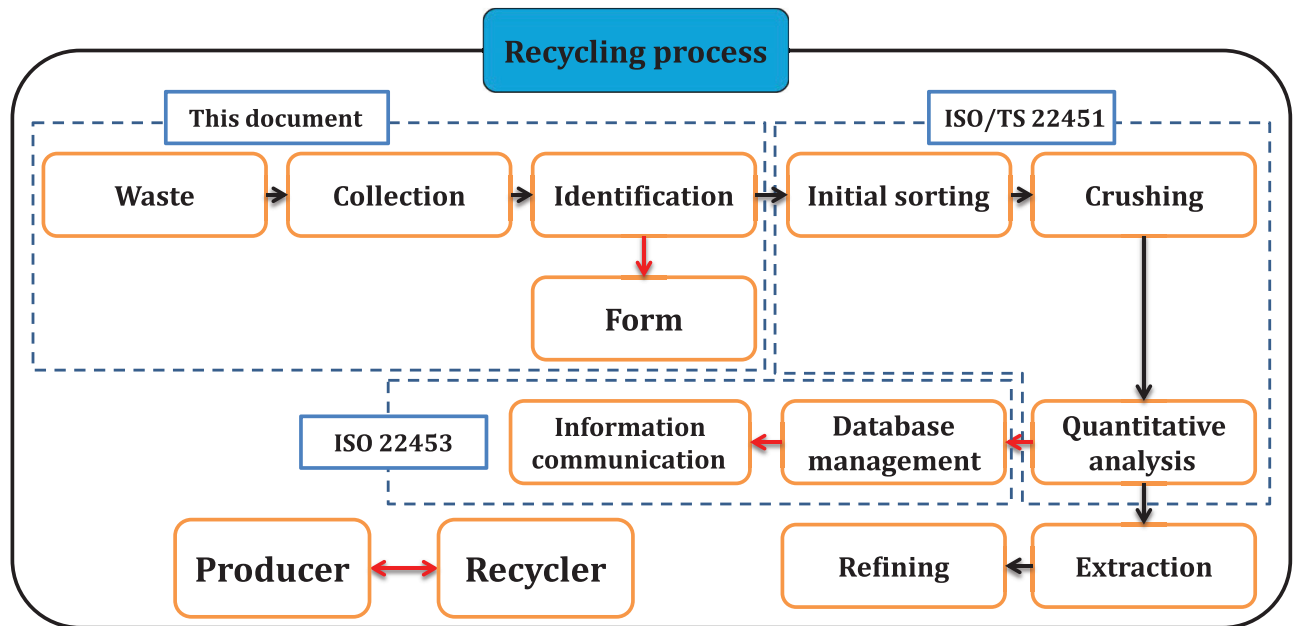 Recycling process
This document
ISO/TS 22451
Waste
Collection
Identification
Initial sorting
Crushing
Form
ISO 22453
Information
communication
Database
management
Quantitative
analysis
Producer
Recycler
Refining
Extraction